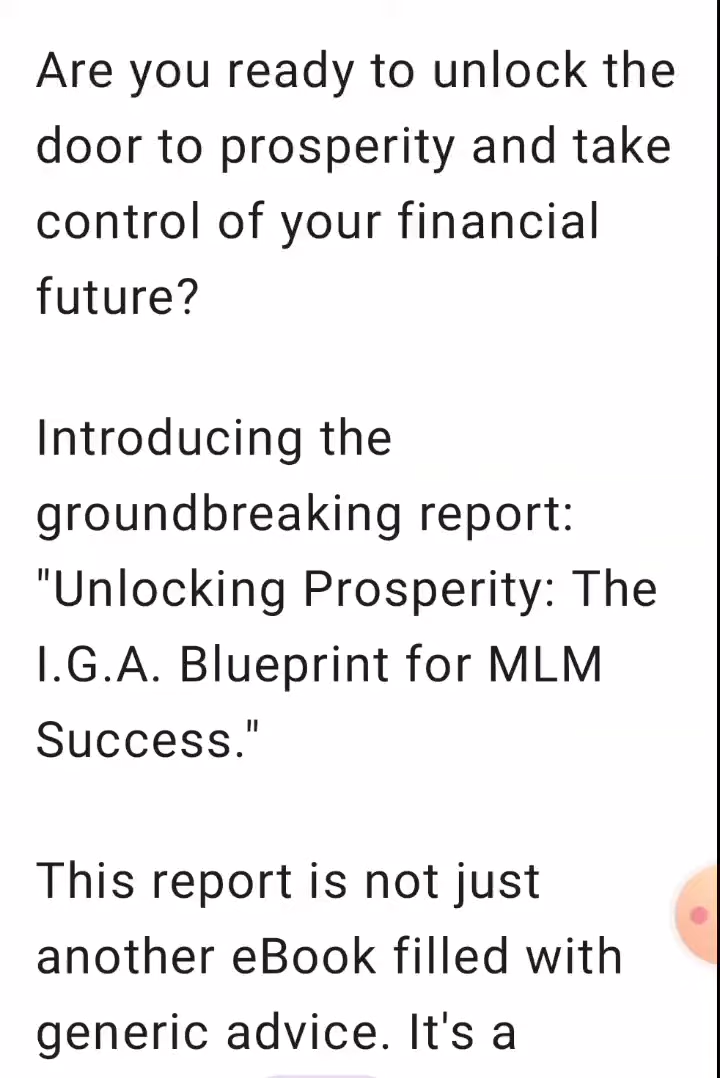 Are you ready to unlock the
door to prosperity and take
control of your financial
future?
Introducing the
groundbreaking report:
"Unlocking Prosperity: The
I.G.A. Blueprint for MLM
Success."
This report is not just
another eBook filled with
generic advice. It's a